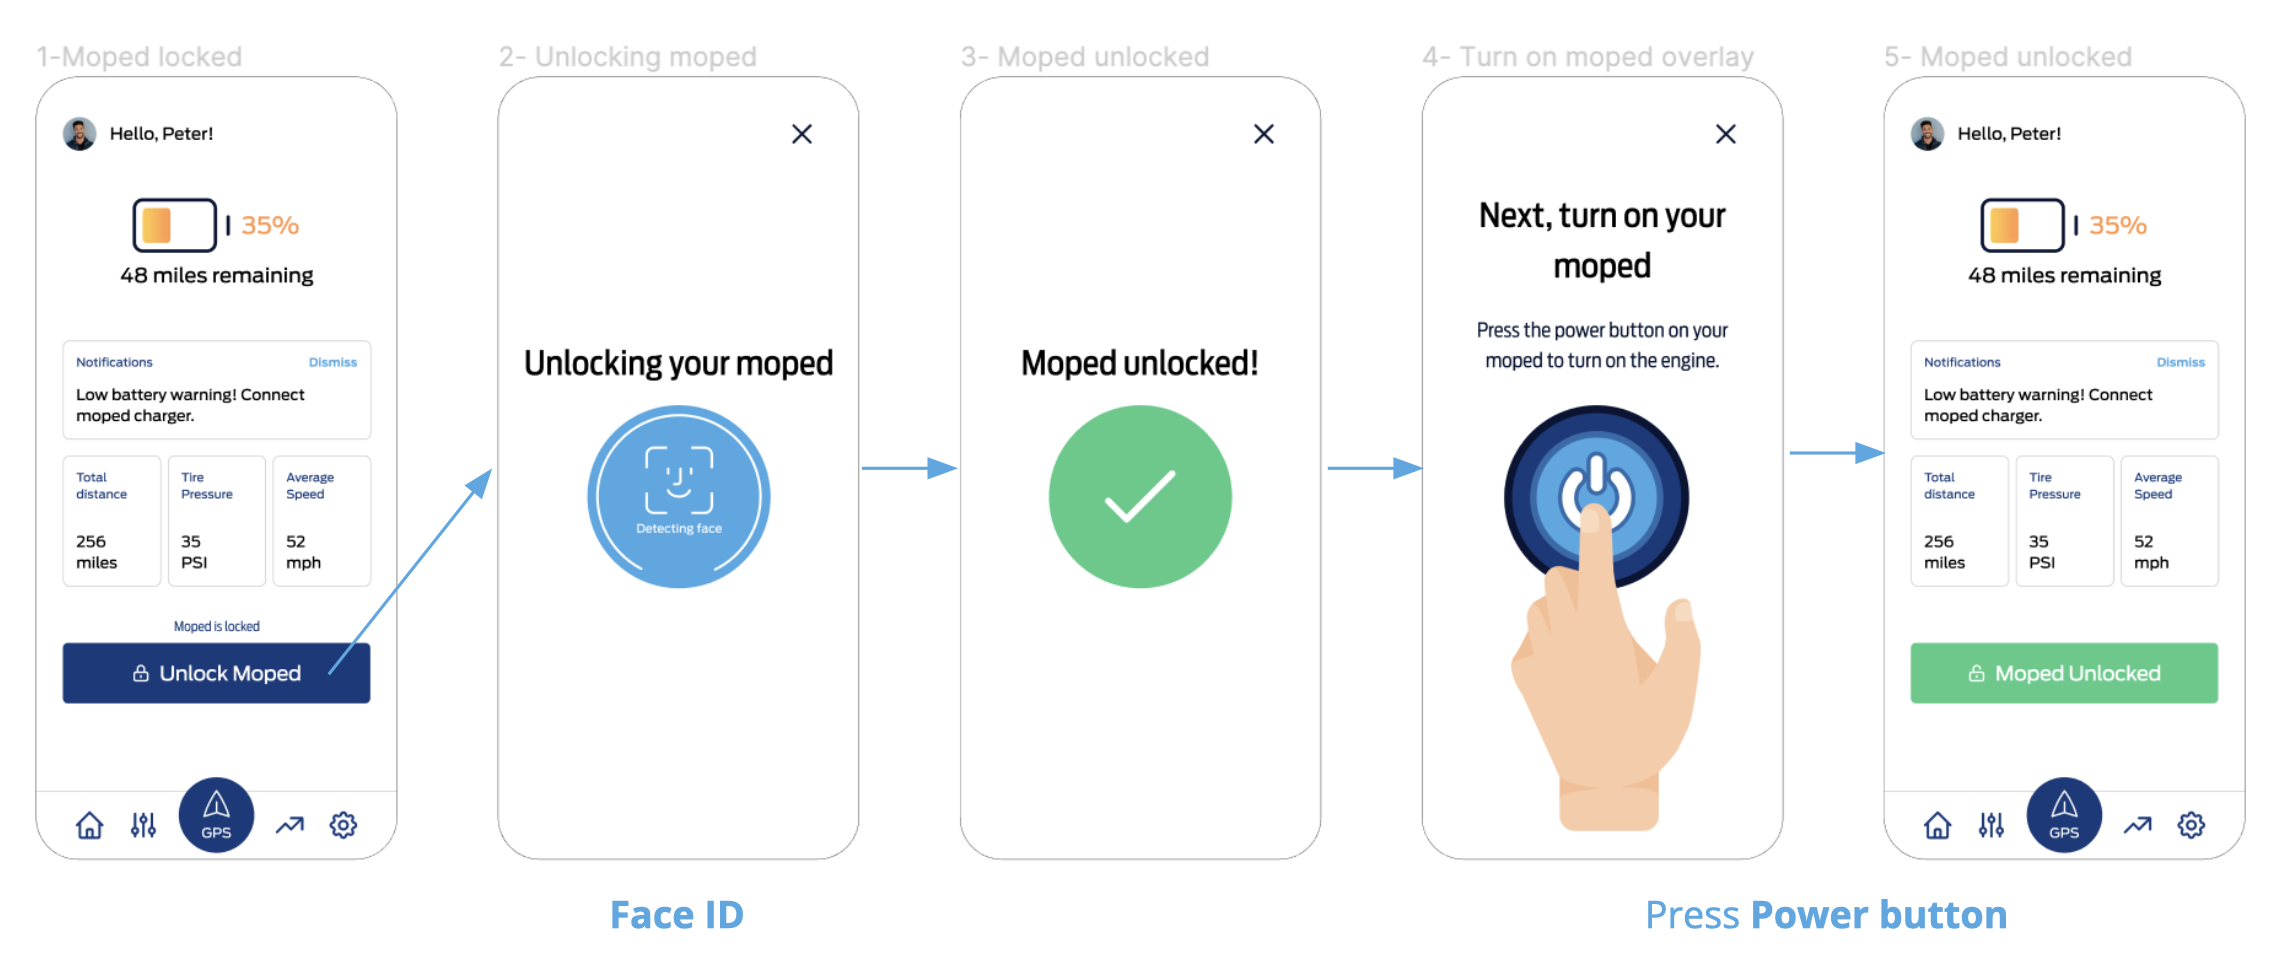 1-Moped locked
Hello, Peter!
35%
48 miles remaining
Notifications
Dismiss
Low battery warning! Connect
moped charger.
Total
distance
256
miles
Tire
Pressure
35
PSI
Average
Speed
52
mph
Moped is locked
Unlock Moped
GPS
2- Unlocking moped
Unlocking your moped
Detecting face
3- Moped unlocked
Moped unlocked!
4- Turn on moped overlay
Next, turn on your
moped
Press the power button on your
moped to turn on the engine.
5- Moped unlocked
Hello, Peter!
35%
48 miles remaining
Notifications
Dismiss
Low battery warning! Connect
moped charger.
Total
distance
256
miles
Tire
Pressure
35
PSI
Average
Speed
52
mph
Moped Unlocked
GPS
Face ID
Press Power button